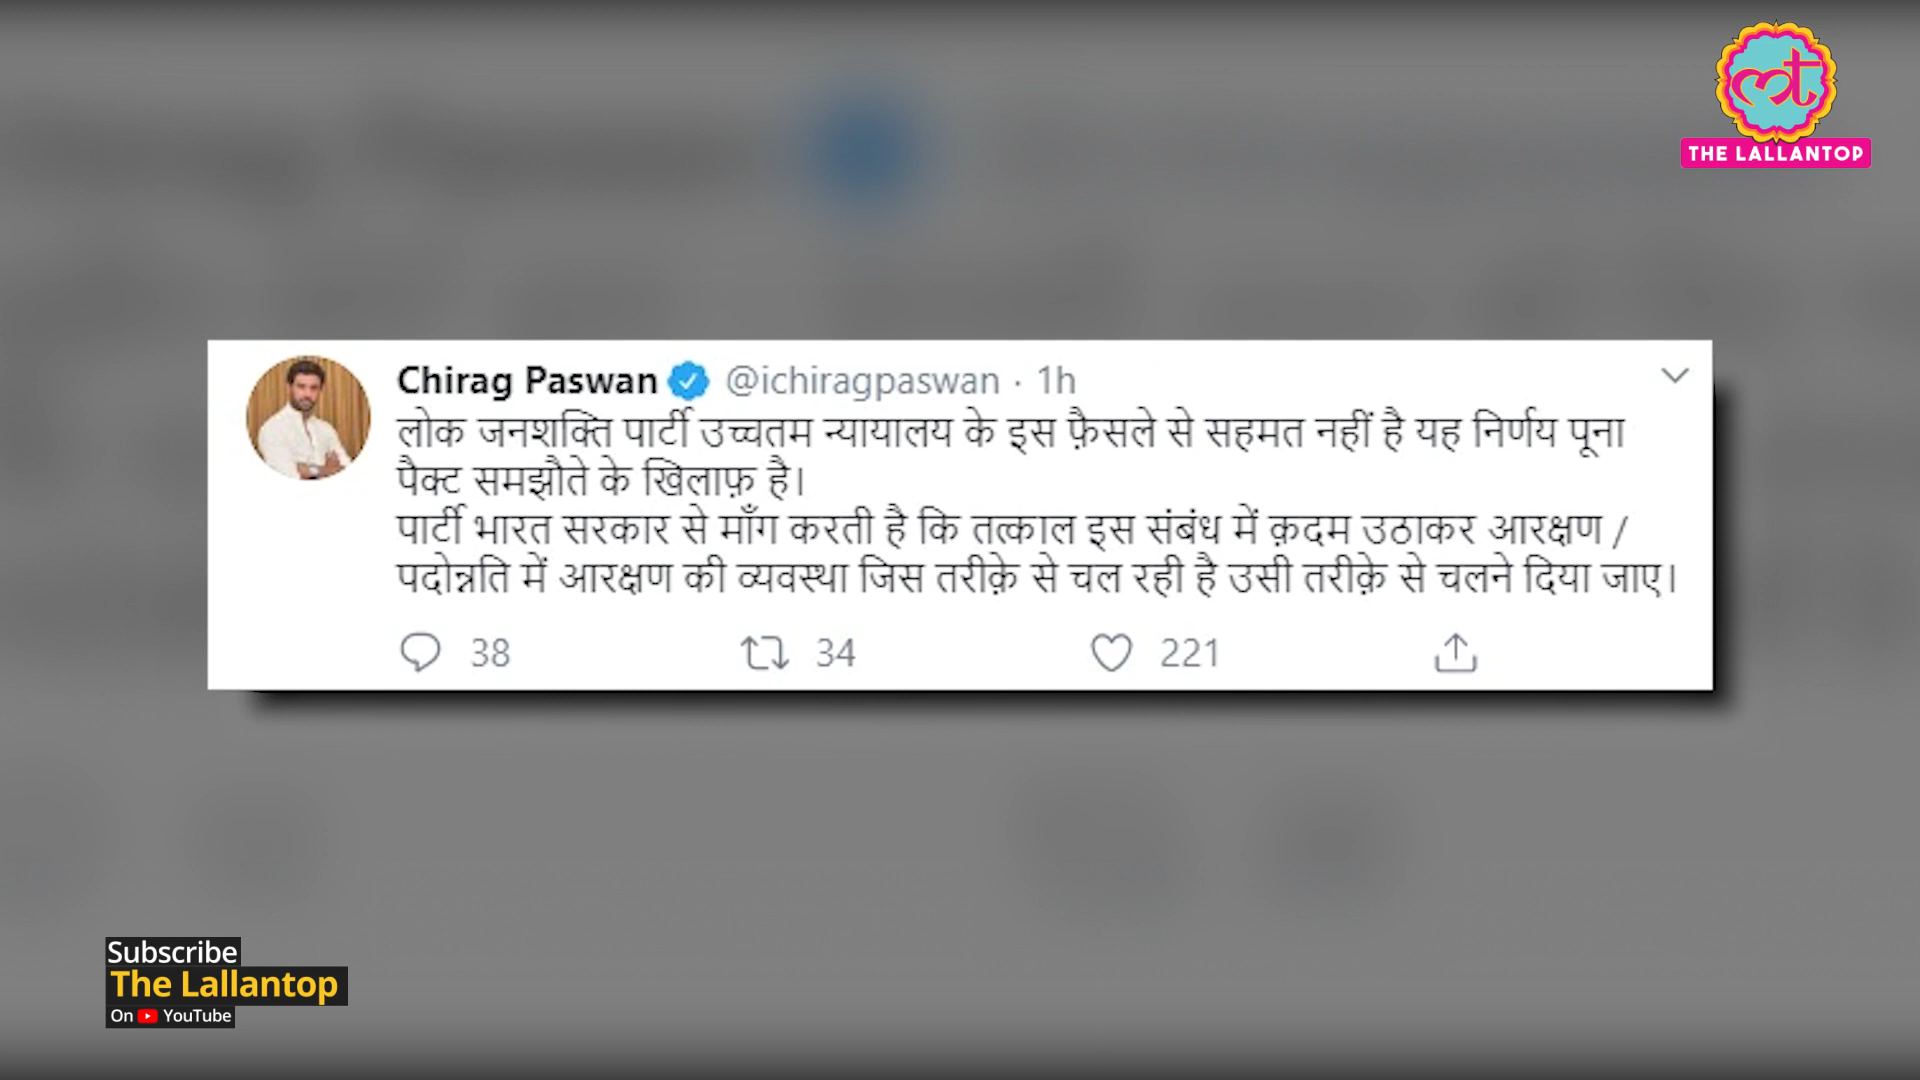 THE LALLANTOP
Chirag Paswan @ichiragpaswan · 1h
लोक जनशक्ति पार्टी उच्चतम न्यायालय के इस फ़ैसले से सहमत नहीं है यह निर्णय पूना
पैक्ट समझौते के खिलाफ़ है।
पार्टी भारत सरकार से माँग करती है कि तत्काल इस संबंध में क़दम उठाकर आरक्षण /
पदोन्नति में आरक्षण की व्यवस्था जिस तरीक़े से चल रही है उसी तरीक़े से चलने दिया जाए।
38 34 221
Subscribe
The Lallantop
On YouTube